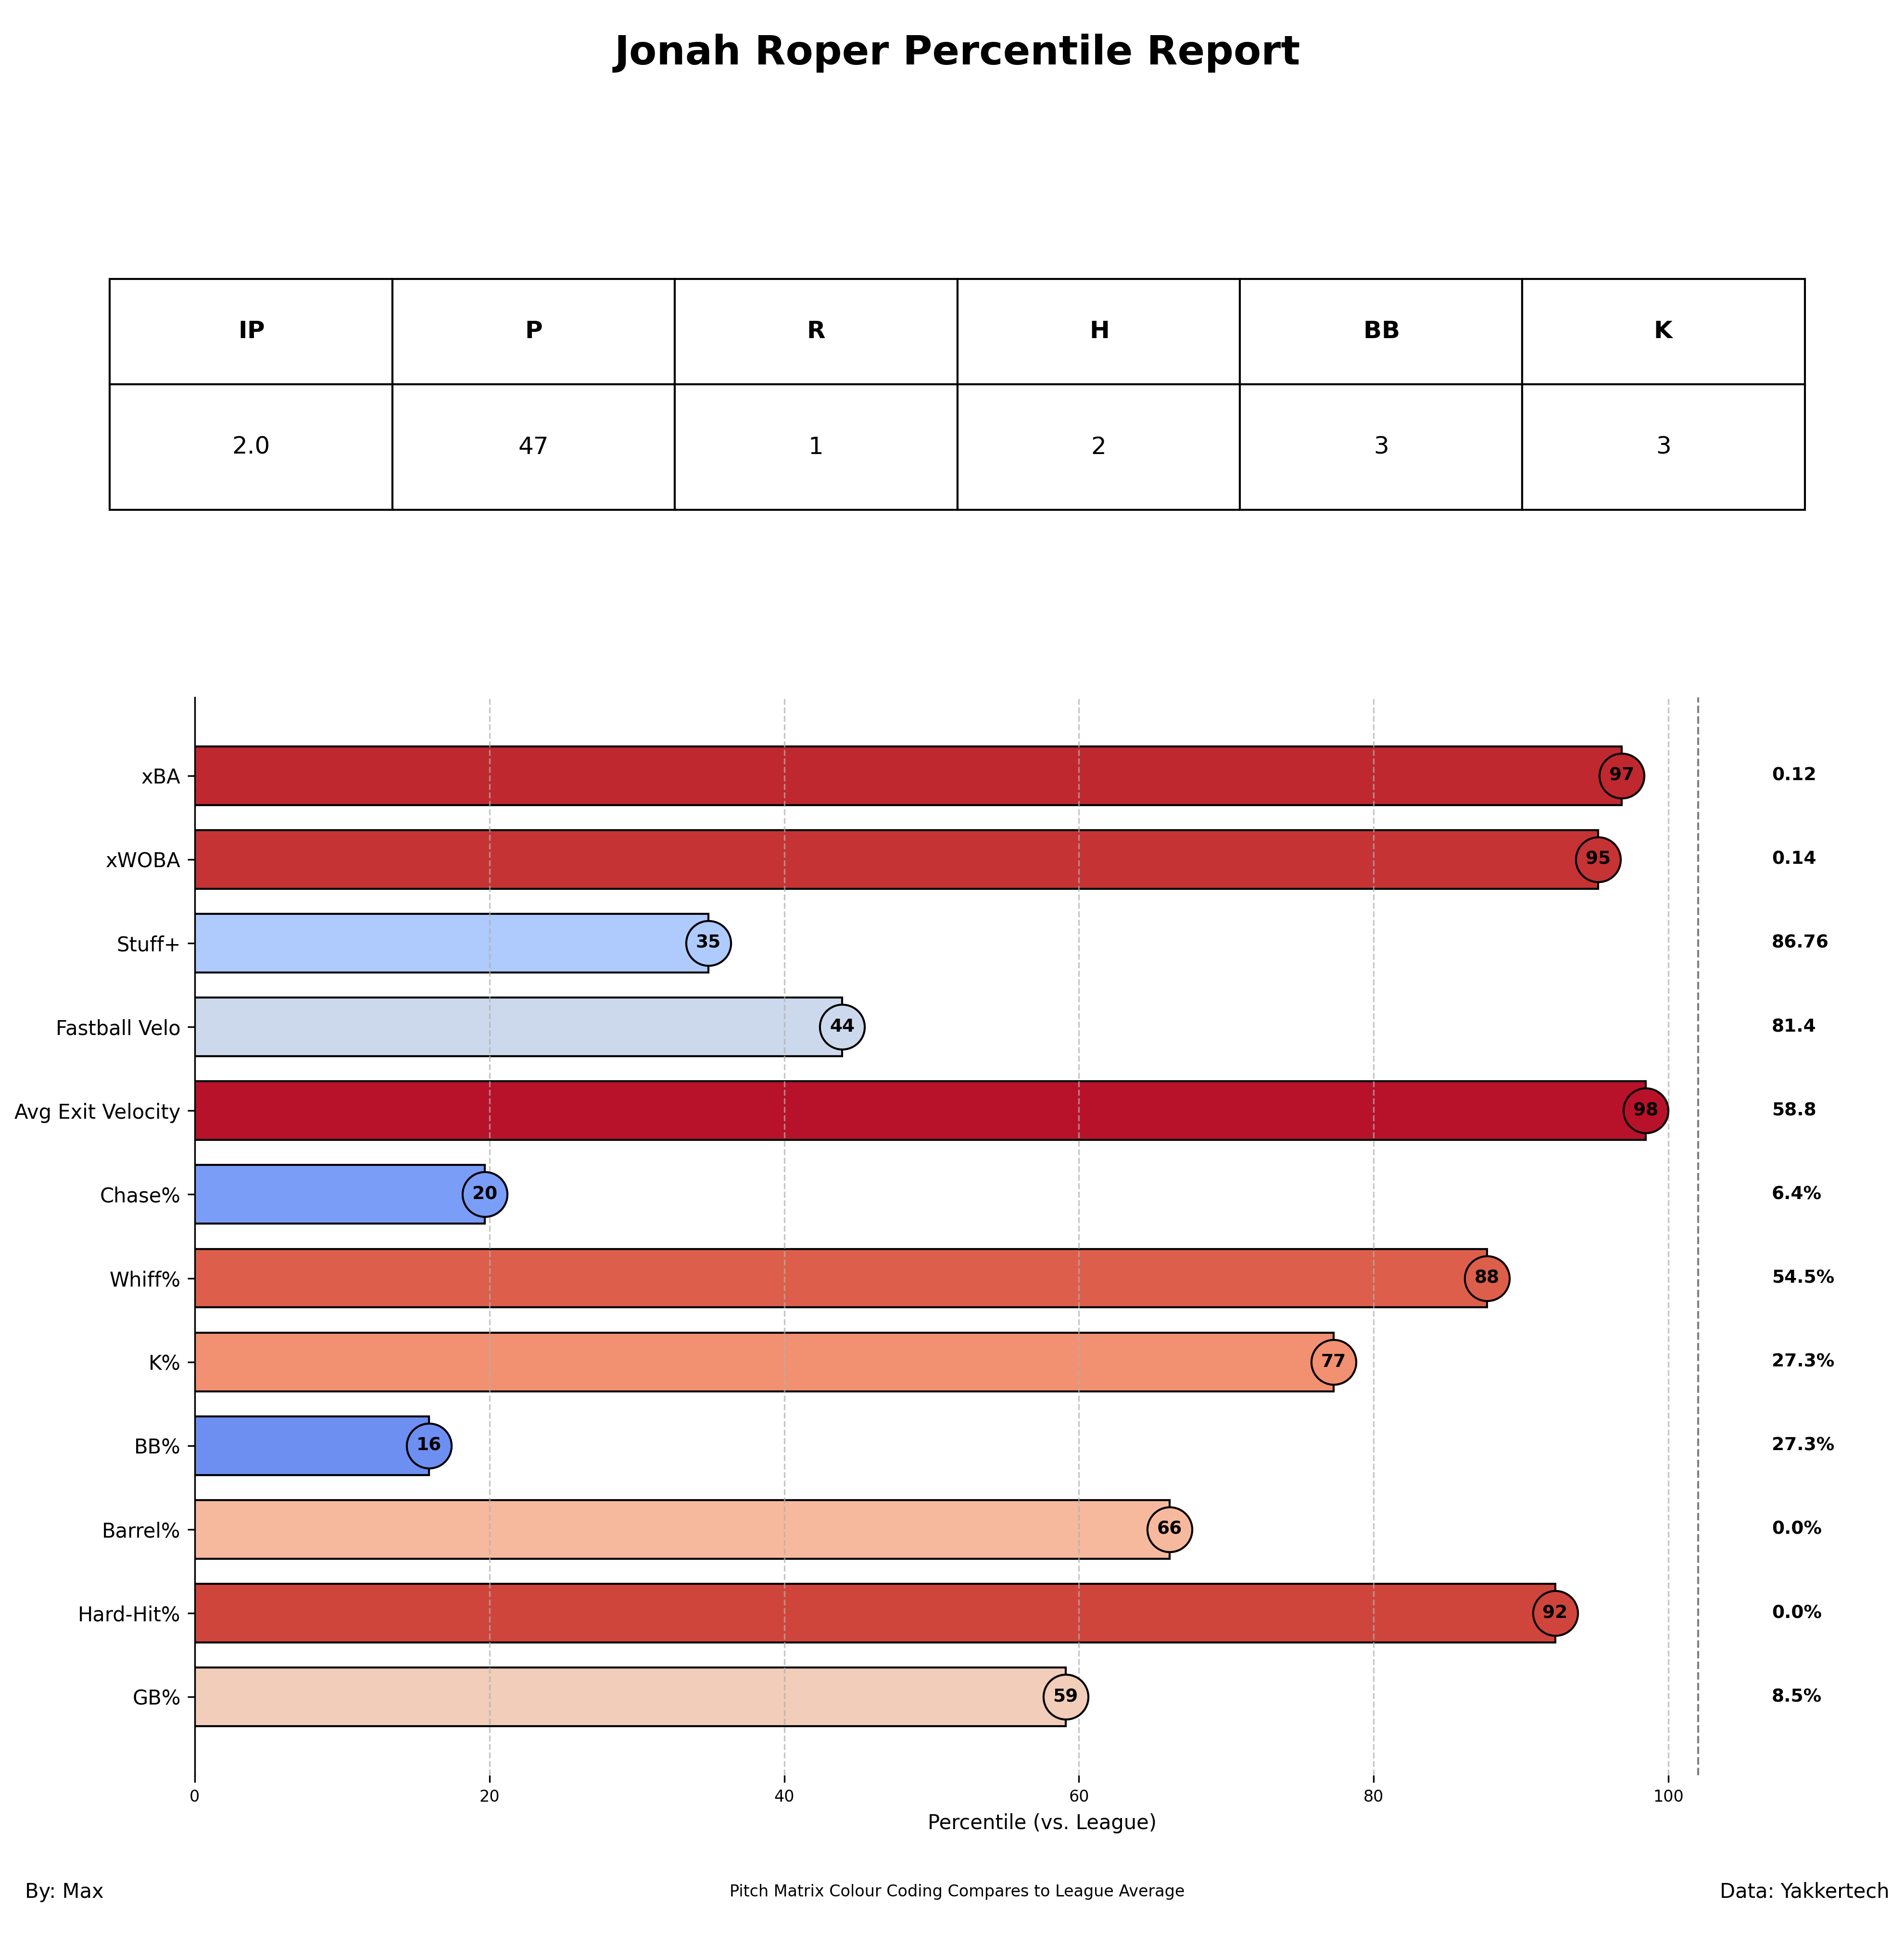 Jonah Roper Percentile Report
IP P R H BB K
2.0 47 1 2 3 3
xBA 97 0.12
xWOBA 95 0.14
Stuff+ 35 86.76
Fastball Velo 44 81.4
Avg Exit Velocity 98 58.8
Chase% 20 6.4%
Whiff% 88 54.5%
K% 77 27.3%
BB% 16 27.3%
Barrel% 66 0.0%
Hard-Hit% 92 0.0%
GB% 59 8.5%
0 20 40 60 80 100
Percentile (vs. League)
By: Max Pitch Matrix Colour Coding Compares to League Average Data: Yakkertech